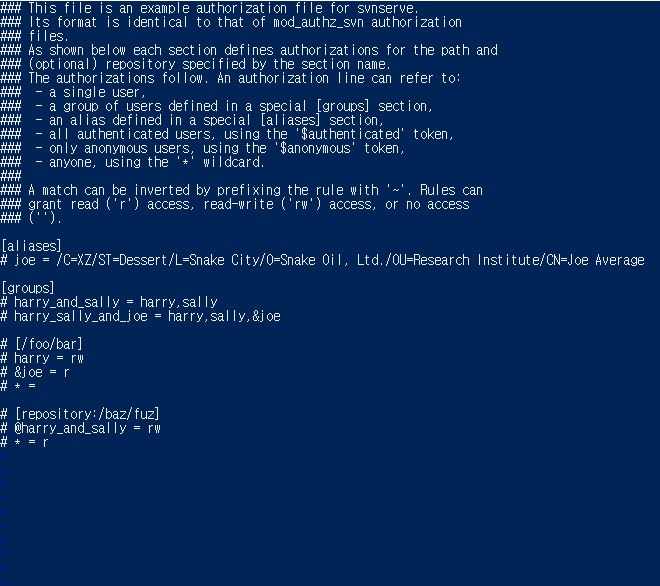 ### This file is an example authorization file for svnserve.
### Its format is identical to that of mod_authz_svn authorization
### files.
### As shown below each section defines authorizations for the path and
### (optional) repository specified by the section name.
### The authorizations follow. An authorization line can refer to:
###  - a single user,
###  - a group of users defined in a special [groups] section,
###  - an alias defined in a special [aliases] section,
###  - all authenticated users, using the '$authenticated' token,
###  - only anonymous users, using the '$anonymous' token,
###  - anyone, using the '*' wildcard.
###
### A match can be inverted by prefixing the rule with '~'. Rules can
### grant read ('r') access, read-write ('rw') access, or no access
### ('').
[aliases]
# joe = /C=XZ/ST=Dessert/L=Snake City/O=Snake Oil, Ltd./OU=Research Institute/CN=Joe Average
[groups]
# harry_and_sally = harry,sally
# harry_sally_and_joe = harry,sally,&joe
# [/foo/bar]
# harry = rw
# &joe = r
# * =
# [repository:/baz/fuz]
# @harry_and_sally = rw
# * = r
~
~
~
~
~
~
~
~
~
~